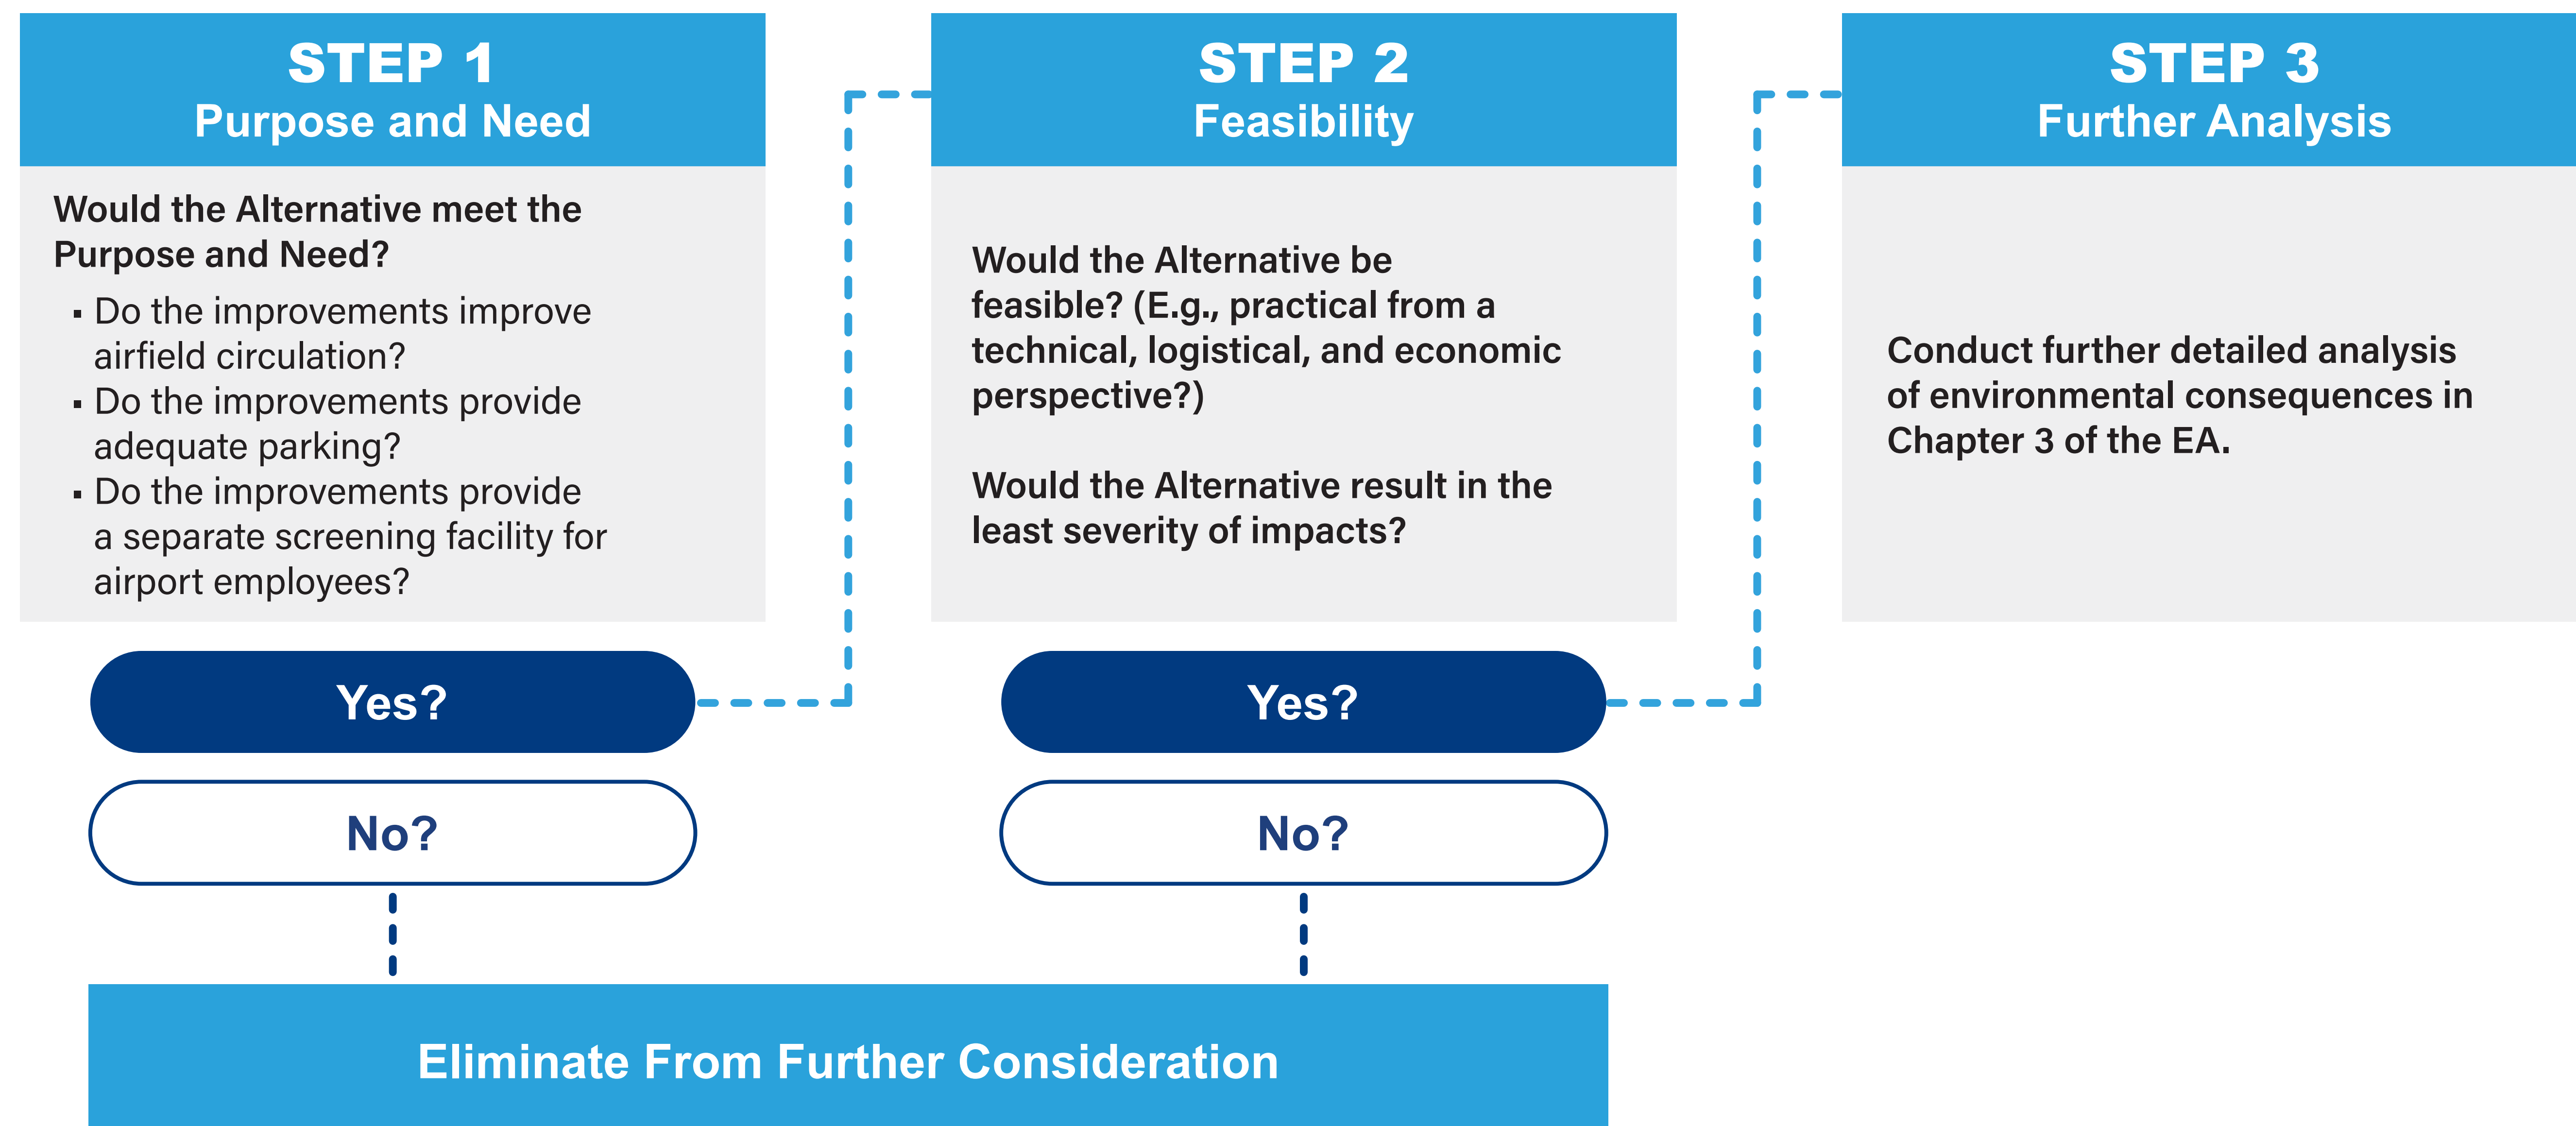 STEP 1
Purpose and Need
Would the Alternative meet the
Purpose and Need?
▪ Do the improvements improve
airfield circulation?
▪ Do the improvements provide
adequate parking?
▪ Do the improvements provide
a separate screening facility for
airport employees?
Yes?
No?
STEP 2
Feasibility
Would the Alternative be
feasible? (E.g., practical from a
technical, logistical, and economic
perspective?)
Would the Alternative result in the
least severity of impacts?
Yes?
No?
STEP 3
Further Analysis
Conduct further detailed analysis
of environmental consequences in
Chapter 3 of the EA.
Eliminate From Further Consideration